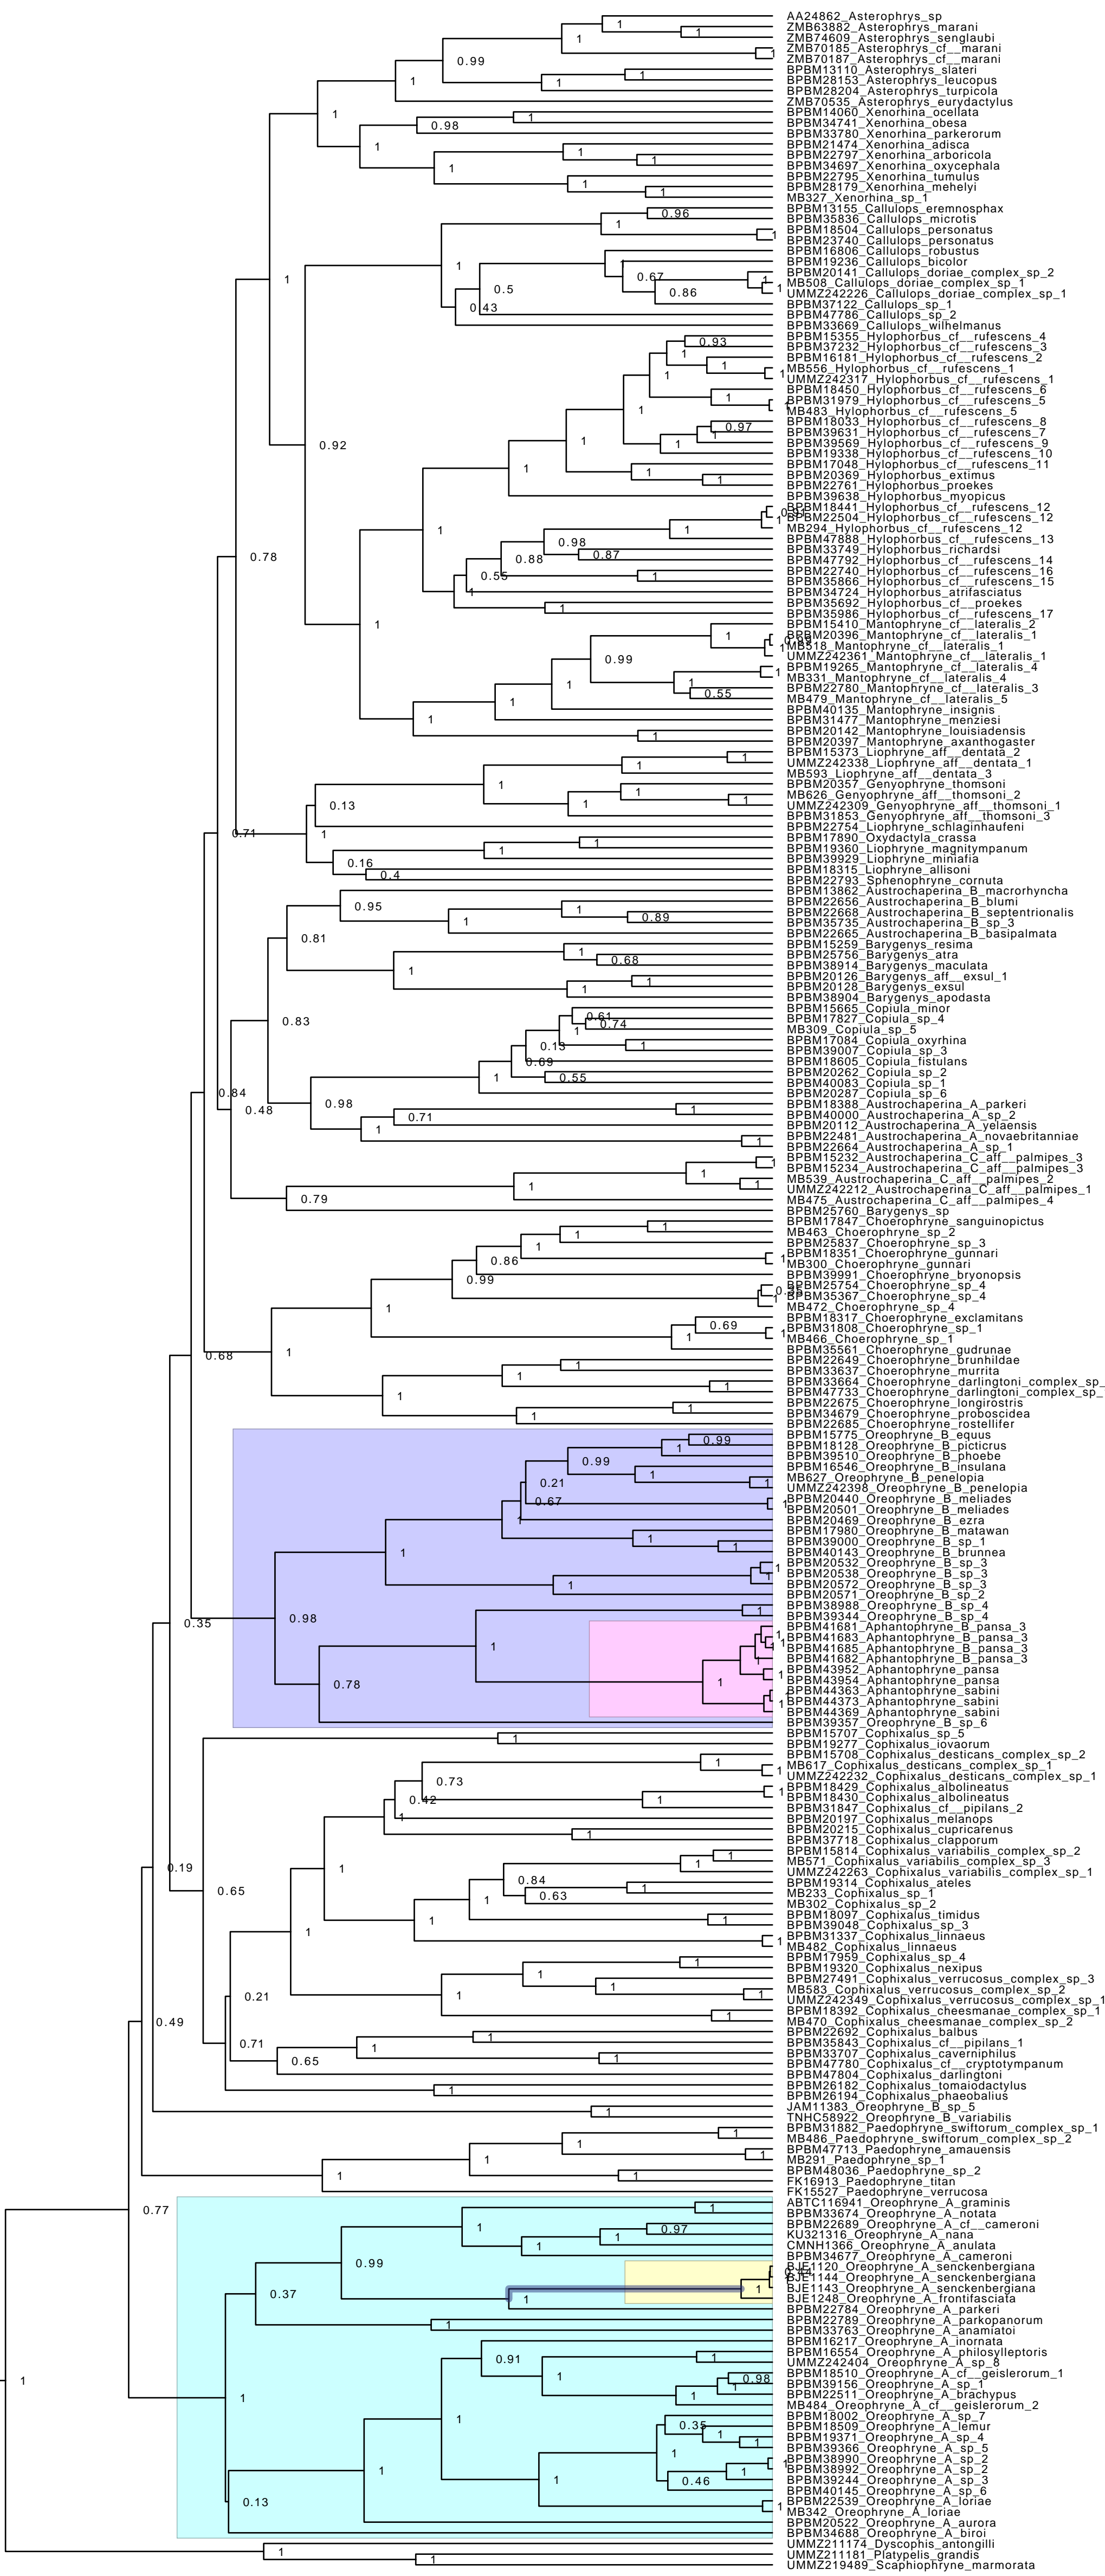 AA24862_Asterophrys_sp
ZMB63882_Asterophrys_marani
ZMB74609_Asterophrys_senglaubi
ZMB70185_Asterophrys_cf__marani
ZMB70187_Asterophrys_cf__marani
BPBM13110_Asterophrys_slateri
BPBM28153_Asterophrys_leucopus
BPBM28204_Asterophrys_turpicola
ZMB70535_Asterophrys_eurydactylus
BPBM14060_Xenorhina_ocellata
BPBM34741_Xenorhina_obesa
BPBM33780_Xenorhina_parkerorum
BPBM21474_Xenorhina_adisca
BPBM22797_Xenorhina_arboricola
BPBM34697_Xenorhina_oxycephala
BPBM22795_Xenorhina_tumulus
BPBM28179_Xenorhina_mehelyi
MB327_Xenorhina_sp_1
BPBM13155_Callulops_eremnosphax
BPBM35836_Callulops_microtis
BPBM18504_Callulops_personatus
BPBM23740_Callulops_personatus
BPBM16806_Callulops_robustus
BPBM19236_Callulops_bicolor
BPBM20141_Callulops_doriae_complex_sp_2
MB508_Callulops_doriae_complex_sp_1
UMMZ242226_Callulops_doriae_complex_sp_1
BPBM37122_Callulops_sp_1
BPBM47786_Callulops_sp_2
BPBM33669_Callulops_wilhelmanus
BPBM15355_Hylophorbus_cf__rufescens_4
BPBM37232_Hylophorbus_cf__rufescens_3
BPBM16181_Hylophorbus_cf__rufescens_2
MB556_Hylophorbus_cf__rufescens_1
UMMZ242317_Hylophorbus_cf__rufescens_1
BPBM18450_Hylophorbus_cf__rufescens_6
BPBM31979_Hylophorbus_cf__rufescens_5
MB483_Hylophorbus_cf__rufescens_5
BPBM18033_Hylophorbus_cf__rufescens_8
BPBM39631_Hylophorbus_cf__rufescens_7
BPBM39569_Hylophorbus_cf__rufescens_9
BPBM19338_Hylophorbus_cf__rufescens_10
BPBM17048_Hylophorbus_cf__rufescens_11
BPBM20369_Hylophorbus_extimus
BPBM22761_Hylophorbus_proekes
BPBM39638_Hylophorbus_myopicus
BPBM18441_Hylophorbus_cf__rufescens_12
BPBM22504_Hylophorbus_cf__rufescens_12
MB294_Hylophorbus_cf__rufescens_12
BPBM47888_Hylophorbus_cf__rufescens_13
BPBM33749_Hylophorbus_richardsi
BPBM47792_Hylophorbus_cf__rufescens_14
BPBM22740_Hylophorbus_cf__rufescens_16
BPBM35866_Hylophorbus_cf__rufescens_15
BPBM34724_Hylophorbus_atrifasciatus
BPBM35692_Hylophorbus_cf__proekes
BPBM35986_Hylophorbus_cf__rufescens_17
BPBM15410_Mantophryne_cf__lateralis_2
BPBM20396_Mantophryne_cf__lateralis_1
MB518_Mantophryne_cf__lateralis_1
UMMZ242361_Mantophryne_cf__lateralis_1
BPBM19265_Mantophryne_cf__lateralis_4
MB331_Mantophryne_cf__lateralis_4
BPBM22780_Mantophryne_cf__lateralis_3
MB479_Mantophryne_cf__lateralis_5
BPBM40135_Mantophryne_insignis
BPBM31477_Mantophryne_menziesi
BPBM20142_Mantophryne_louisiadensis
BPBM20397_Mantophryne_axanthogaster
BPBM15373_Liophryne_aff__dentata_2
UMMZ242338_Liophryne_aff__dentata_1
MB593_Liophryne_aff__dentata_3
BPBM20357_Genyophryne_thomsoni
MB626_Genyophryne_aff__thomsoni_2
UMMZ242309_Genyophryne_aff__thomsoni_1
BPBM31853_Genyophryne_aff__thomsoni_3
BPBM22754_Liophryne_schlaginhaufeni
BPBM17890_Oxydactyla_crassa
BPBM19360_Liophryne_magnitympanum
BPBM39929_Liophryne_miniafia
BPBM18315_Liophryne_allisoni
BPBM22793_Sphenophryne_cornuta
BPBM13862_Austrochaperina_B_macrorhyncha
BPBM22656_Austrochaperina_B_blumi
BPBM22668_Austrochaperina_B_septentrionalis
BPBM35735_Austrochaperina_B_sp_3
BPBM22665_Austrochaperina_B_basipalmata
BPBM15259_Barygenys_resima
BPBM25756_Barygenys_atra
BPBM38914_Barygenys_maculata
BPBM20126_Barygenys_aff__exsul_1
BPBM20128_Barygenys_exsul
BPBM38904_Barygenys_apodasta
BPBM15665_Copiula_minor
BPBM17827_Copiula_sp_4
MB309_Copiula_sp_5
BPBM17084_Copiula_oxyrhina
BPBM39007_Copiula_sp_3
BPBM18605_Copiula_fistulans
BPBM20262_Copiula_sp_2
BPBM40083_Copiula_sp_1
BPBM20287_Copiula_sp_6
BPBM18388_Austrochaperina_A_parkeri
BPBM40000_Austrochaperina_A_sp_2
BPBM20112_Austrochaperina_A_yelaensis
BPBM22481_Austrochaperina_A_novaebritanniae
BPBM22664_Austrochaperina_A_sp_1
BPBM15232_Austrochaperina_C_aff__palmipes_3
BPBM15234_Austrochaperina_C_aff__palmipes_3
MB539_Austrochaperina_C_aff__palmipes_2
UMMZ242212_Austrochaperina_C_aff__palmipes_1
MB475_Austrochaperina_C_aff__palmipes_4
BPBM25760_Barygenys_sp
BPBM17847_Choerophryne_sanguinopictus
MB463_Choerophryne_sp_2
BPBM25837_Choerophryne_sp_3
BPBM18351_Choerophryne_gunnari
MB300_Choerophryne_gunnari
BPBM39991_Choerophryne_bryonopsis
BPBM25754_Choerophryne_sp_4
BPBM35367_Choerophryne_sp_4
MB472_Choerophryne_sp_4
BPBM18317_Choerophryne_exclamitans
BPBM31808_Choerophryne_sp_1
MB466_Choerophryne_sp_1
BPBM35561_Choerophryne_gudrunae
BPBM22649_Choerophryne_brunhildae
BPBM33637_Choerophryne_murrita
BPBM33664_Choerophryne_darlingtoni_complex_sp_
BPBM47733_Choerophryne_darlingtoni_complex_sp_
BPBM22675_Choerophryne_longirostris
BPBM34679_Choerophryne_proboscidea
BPBM22685_Choerophryne_rostellifer
BPBM15775_Oreophryne_B_equus
BPBM18128_Oreophryne_B_picticrus
BPBM39510_Oreophryne_B_phoebe
BPBM16546_Oreophryne_B_insulana
MB627_Oreophryne_B_penelopia
UMMZ242398_Oreophryne_B_penelopia
BPBM20440_Oreophryne_B_meliades
BPBM20501_Oreophryne_B_meliades
BPBM20469_Oreophryne_B_ezra
BPBM17980_Oreophryne_B_matawan
BPBM39000_Oreophryne_B_sp_1
BPBM40143_Oreophryne_B_brunnea
BPBM20532_Oreophryne_B_sp_3
BPBM20538_Oreophryne_B_sp_3
BPBM20572_Oreophryne_B_sp_3
BPBM20571_Oreophryne_B_sp_2
BPBM38988_Oreophryne_B_sp_4
BPBM39344_Oreophryne_B_sp_4
BPBM41681_Aphantophryne_B_pansa_3
BPBM41683_Aphantophryne_B_pansa_3
BPBM41685_Aphantophryne_B_pansa_3
BPBM41682_Aphantophryne_B_pansa_3
BPBM43952_Aphantophryne_pansa
BPBM43954_Aphantophryne_pansa
BPBM44363_Aphantophryne_sabini
BPBM44373_Aphantophryne_sabini
BPBM44369_Aphantophryne_sabini
BPBM39357_Oreophryne_B_sp_6
BPBM15707_Cophixalus_sp_5
BPBM19277_Cophixalus_iovaorum
BPBM15708_Cophixalus_desticans_complex_sp_2
MB617_Cophixalus_desticans_complex_sp_1
UMMZ242232_Cophixalus_desticans_complex_sp_1
BPBM18429_Cophixalus_albolineatus
BPBM18430_Cophixalus_albolineatus
BPBM31847_Cophixalus_cf__pipilans_2
BPBM20197_Cophixalus_melanops
BPBM20215_Cophixalus_cupricarenus
BPBM37718_Cophixalus_clapporum
BPBM15814_Cophixalus_variabilis_complex_sp_2
MB571_Cophixalus_variabilis_complex_sp_3
UMMZ242263_Cophixalus_variabilis_complex_sp_1
BPBM19314_Cophixalus_ateles
MB233_Cophixalus_sp_1
MB302_Cophixalus_sp_2
BPBM18097_Cophixalus_timidus
BPBM39048_Cophixalus_sp_3
BPBM31337_Cophixalus_linnaeus
MB482_Cophixalus_linnaeus
BPBM17959_Cophixalus_sp_4
BPBM19320_Cophixalus_nexipus
BPBM27491_Cophixalus_verrucosus_complex_sp_3
MB583_Cophixalus_verrucosus_complex_sp_2
UMMZ242349_Cophixalus_verrucosus_complex_sp_1
BPBM18392_Cophixalus_cheesmanae_complex_sp_1
MB470_Cophixalus_cheesmanae_complex_sp_2
BPBM22692_Cophixalus_balbus
BPBM35843_Cophixalus_cf__pipilans_1
BPBM33707_Cophixalus_caverniphilus
BPBM47780_Cophixalus_cf__cryptotympanum
BPBM47804_Cophixalus_darlingtoni
BPBM26182_Cophixalus_tomaiodactylus
BPBM26194_Cophixalus_phaeobalius
JAM11383_Oreophryne_B_sp_5
TNHC58922_Oreophryne_B_variabilis
BPBM31882_Paedophryne_swiftorum_complex_sp_1
MB486_Paedophryne_swiftorum_complex_sp_2
BPBM47713_Paedophryne_amauensis
MB291_Paedophryne_sp_1
BPBM48036_Paedophryne_sp_2
FK16913_Paedophryne_titan
FK15527_Paedophryne_verrucosa
ABTC116941_Oreophryne_A_graminis
BPBM33674_Oreophryne_A_notata
BPBM22689_Oreophryne_A_cf__cameroni
KU321316_Oreophryne_A_nana
CMNH1366_Oreophryne_A_anulata
BPBM34677_Oreophryne_A_cameroni
BJE1120_Oreophryne_A_senckenbergiana
BJE1144_Oreophryne_A_senckenbergiana
BJE1143_Oreophryne_A_senckenbergiana
BJE1248_Oreophryne_A_frontifasciata
BPBM22784_Oreophryne_A_parkeri
BPBM22789_Oreophryne_A_parkopanorum
BPBM33763_Oreophryne_A_anamiatoi
BPBM16217_Oreophryne_A_inornata
BPBM16554_Oreophryne_A_philosylleptoris
UMMZ242404_Oreophryne_A_sp_8
BPBM18510_Oreophryne_A_cf__geislerorum_1
BPBM39156_Oreophryne_A_sp_1
BPBM22511_Oreophryne_A_brachypus
MB484_Oreophryne_A_cf__geislerorum_2
BPBM18002_Oreophryne_A_sp_7
BPBM18509_Oreophryne_A_lemur
BPBM19371_Oreophryne_A_sp_4
BPBM39366_Oreophryne_A_sp_5
BPBM38990_Oreophryne_A_sp_2
BPBM38992_Oreophryne_A_sp_2
BPBM39244_Oreophryne_A_sp_3
BPBM40145_Oreophryne_A_sp_6
BPBM22539_Oreophryne_A_loriae
MB342_Oreophryne_A_loriae
BPBM20522_Oreophryne_A_aurora
BPBM34688_Oreophryne_A_biroi
UMMZ211174_Dyscophis_antongilli
UMMZ211181_Platypelis_grandis
UMMZ219489_Scaphiophryne_marmorata